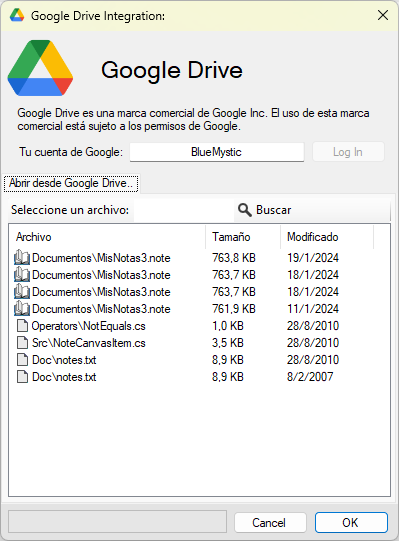 Google Drive Integration:
Google Drive
Google Drive es una marca comercial de Google Inc. El uso de esta marca
comercial está sujeto a los permisos de Google.
Tu cuenta de Google: BlueMystic Log In
Abrir desde Google Drive..
Seleccione un archivo: Buscar
Archivo Tamaño Modificado
Documentos\MisNotas3.note 763,8 KB 19/1/2024
Documentos\MisNotas3.note 763,7 KB 18/1/2024
Documentos\MisNotas3.note 763,7 KB 18/1/2024
Documentos\MisNotas3.note 761,9 KB 11/1/2024
Operators\NotEquals.cs 1,0 KB 28/8/2010
Src\NoteCanvasItem.cs 3,5 KB 28/8/2010
Doc\notes.txt 8,9 KB 28/8/2010
Doc\notes.txt 8,9 KB 8/2/2007
Cancel OK